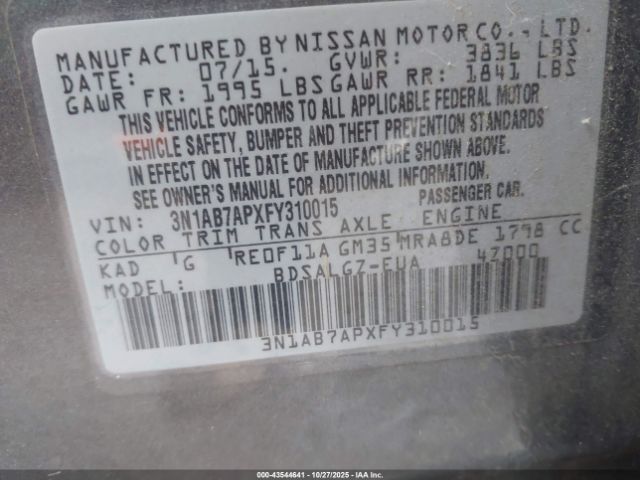 MANUFACTURED BY NISSAN MOTOR CO., LTD.
DATE: 07/15. GVWR: 3836 LBS
GAWR FR: 1995 LBS GAWR RR: 1841 LBS
THIS VEHICLE CONFORMS TO ALL APPLICABLE FEDERAL MOTOR
VEHICLE SAFETY, BUMPER AND THEFT PREVENTION STANDARDS
IN EFFECT ON THE DATE OF MANUFACTURE SHOWN ABOVE.
SEE OWNER'S MANUAL FOR ADDITIONAL INFORMATION.
VIN: 3N1AB7APXFY310015 PASSENGER CAR.
COLOR TRIM TRANS AXLE ENGINE
KAD G RE0F11A GM35 MRA8DE 1798 CC
MODEL: BDSALGZ-EUA 47000
3N1AB7APXFY310015
000-43544641 - 10/27/2025 - IAAI.com